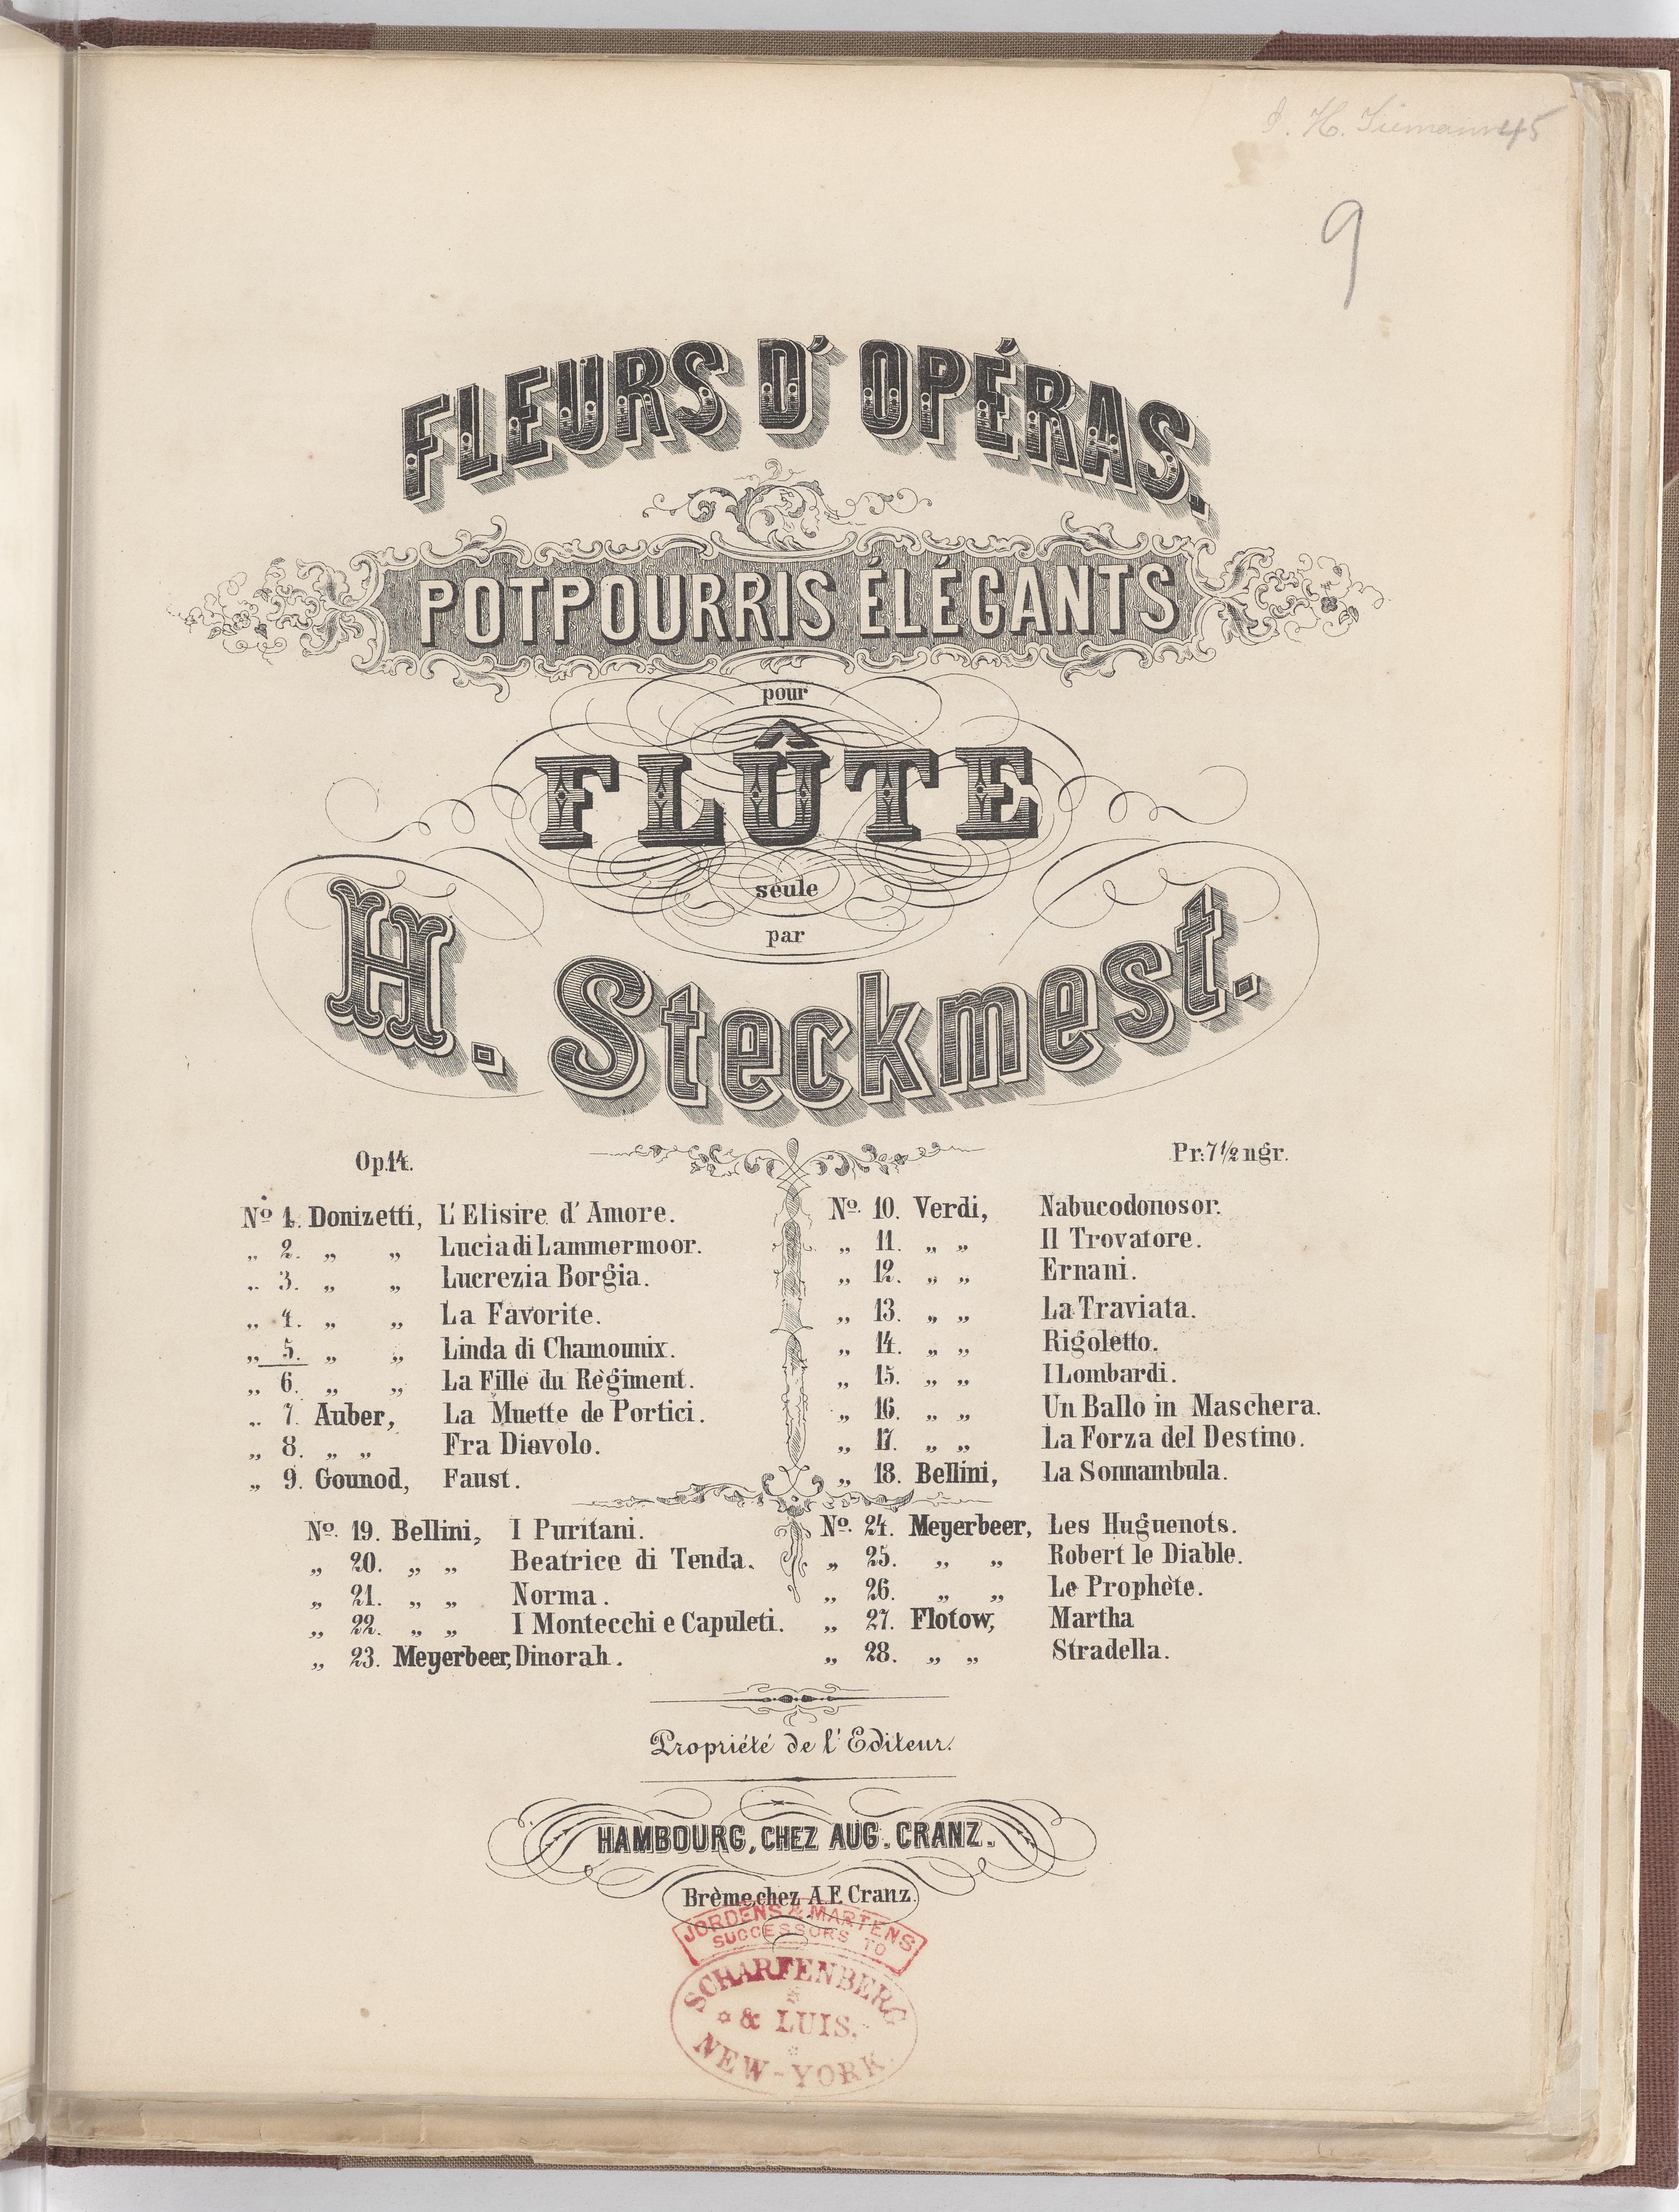 J. H. 45
9
FLEURS D'OPÉRAS.
POTPOURRIS ÉLÉGANTS
pour
FLÛTE
seule
par
H. Steckmest.
Op.14.
Pr: 7 1/2 ngr.
No. 1. Donizetti, L'Elisire d'Amore.
„ 2. „ „ Lucia di Lammermoor.
„ 3. „ „ Lucrezia Borgia.
„ 4. „ „ La Favorite.
„ 5. „ „ Linda di Chamounix.
„ 6. „ „ La Fille du Règiment.
„ 7. Auber, La Muette de Portici.
„ 8. „ „ Fra Diavolo.
„ 9. Gounod, Faust.
No. 10. Verdi, Nabucodonosor.
„ 11. „ „ Il Trovatore.
„ 12. „ „ Ernani.
„ 13. „ „ La Traviata.
„ 14. „ „ Rigoletto.
„ 15. „ „ I Lombardi.
„ 16. „ „ Un Ballo in Maschera.
„ 17. „ „ La Forza del Destino.
„ 18. Bellini, La Sonnambula.
No. 19. Bellini, I Puritani.
„ 20. „ „ Beatrice di Tenda.
„ 21. „ „ Norma.
„ 22. „ „ I Montecchi e Capuleti.
„ 23. Meyerbeer, Dinorah.
No. 24. Meyerbeer, Les Huguenots.
„ 25. „ „ Robert le Diable.
„ 26. „ „ Le Prophète.
„ 27. Flotow, Martha
„ 28. „ „ Stradella.
Propriété de l'Editeur.
HAMBOURG, CHEZ AUG. CRANZ.
Brème, chez A.F. Cranz.
JORDENS & MARTENS
SUCCESSORS TO
SCHARFENBERG
& LUIS.
NEW-YORK